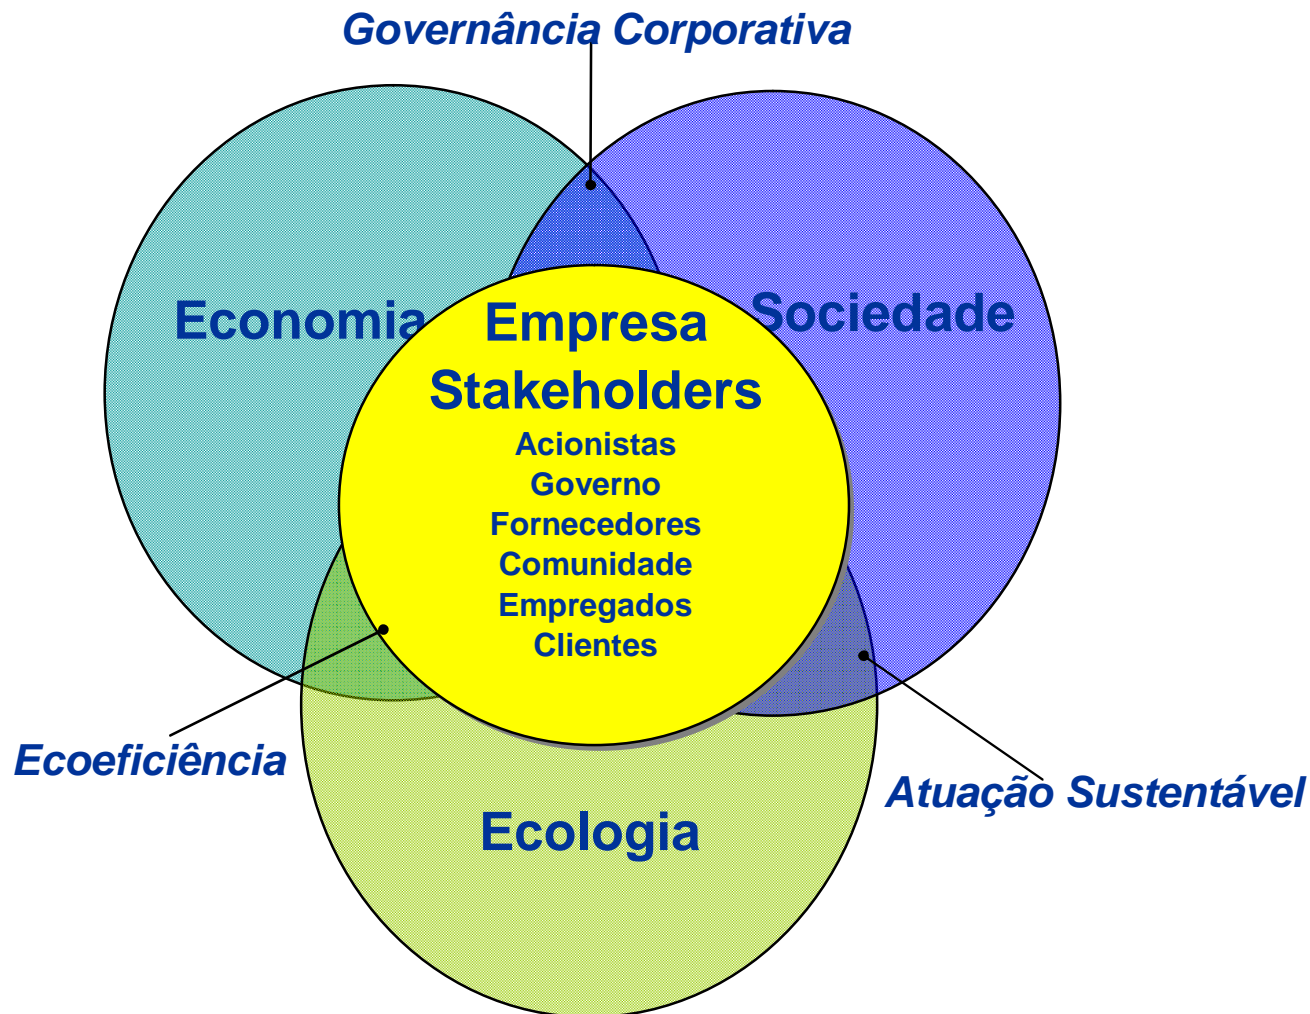 Governância Corporativa
Economia
Empresa
Stakeholders
Acionistas
Governo
Fornecedores
Comunidade
Empregados
Clientes
Sociedade
Ecoeficiência
Atuação Sustentável
Ecologia